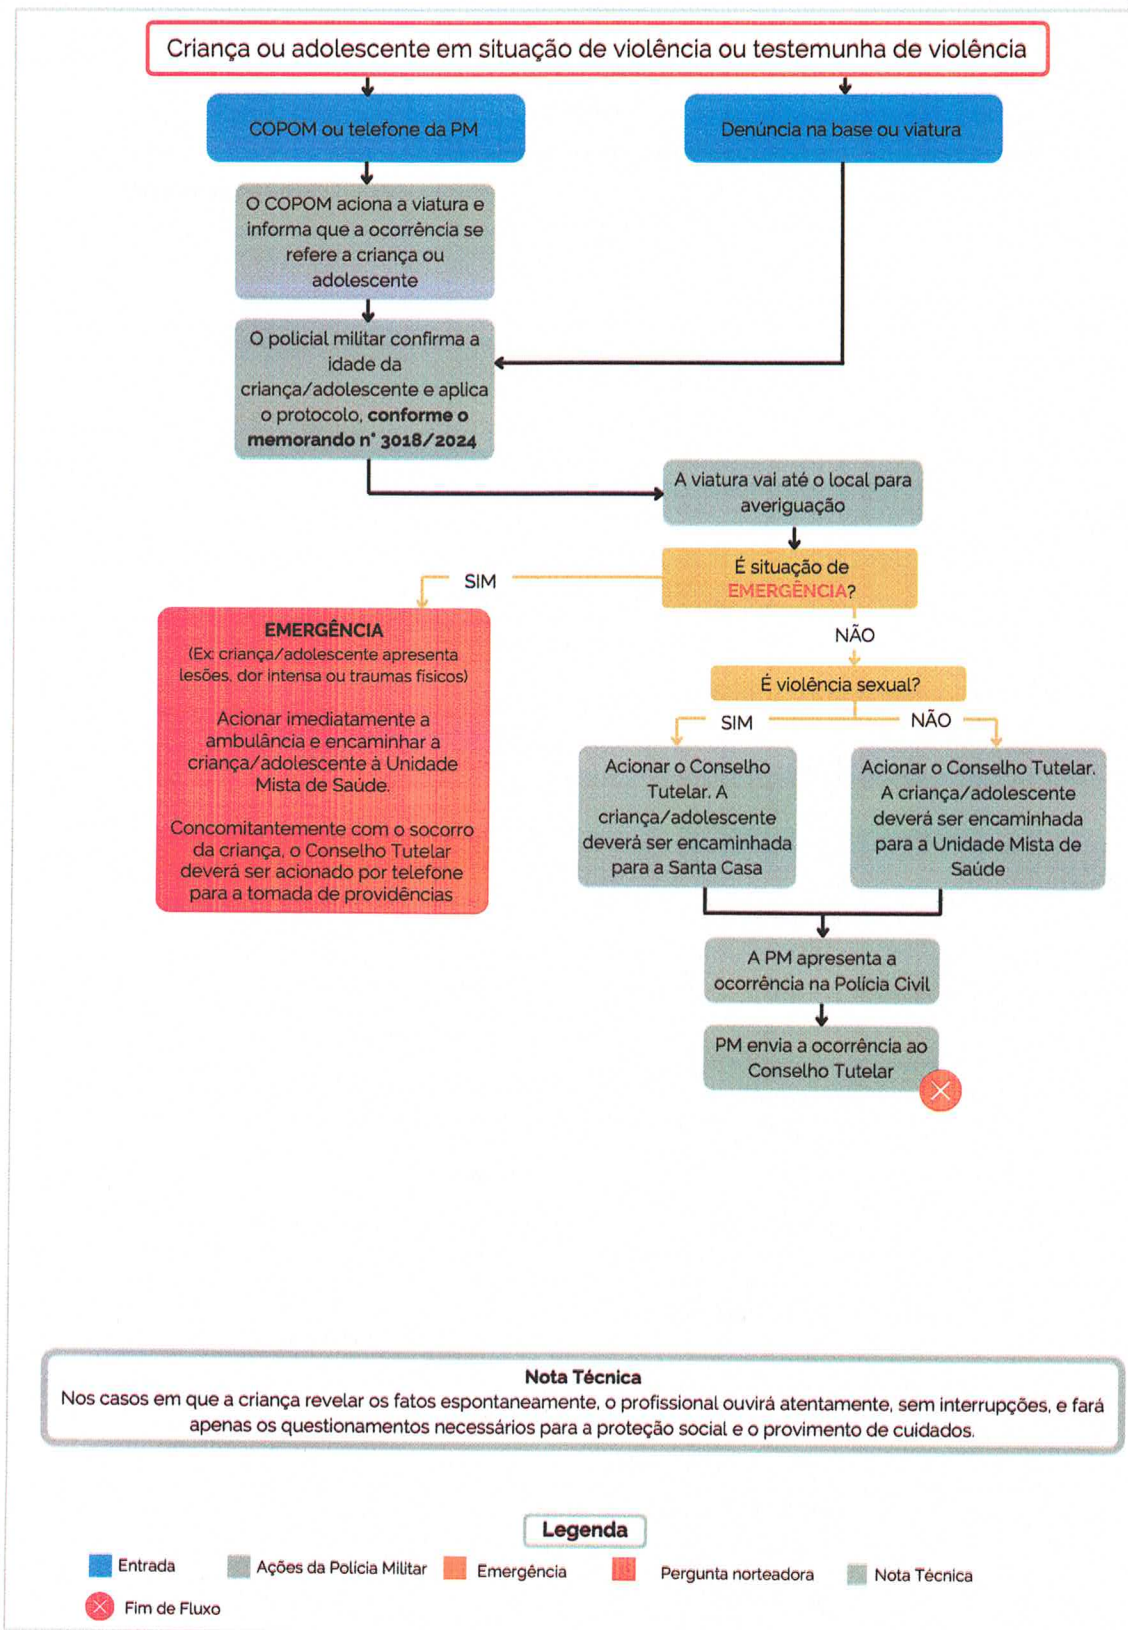 Criança ou adolescente em situação de violência ou testemunha de violência
COPOM ou telefone da PM
Denúncia na base ou viatura
O COPOM aciona a viatura e
informa que a ocorrência se
refere a criança ou
adolescente
O policial militar confirma a
idade da
criança/adolescente e aplica
o protocolo, conforme o
memorando n° 3018/2024
A viatura vai até o local para
averiguação
É situação de
EMERGÊNCIA?
SIM
NÃO
EMERGÊNCIA
(Ex: criança/adolescente apresenta
lesões, dor intensa ou traumas físicos)
Acionar imediatamente a
ambulância e encaminhar a
criança/adolescente à Unidade
Mista de Saúde.
Concomitantemente com o socorro
da criança, o Conselho Tutelar
deverá ser acionado por telefone
para a tomada de providências
É violência sexual?
SIM
NÃO
Acionar o Conselho
Tutelar. A
criança/adolescente
deverá ser encaminhada
para a Santa Casa
Acionar o Conselho Tutelar.
A criança/adolescente
deverá ser encaminhada
para a Unidade Mista de
Saúde
A PM apresenta a
ocorrência na Polícia Civil
PM envia a ocorrência ao
Conselho Tutelar
Nota Técnica
Nos casos em que a criança revelar os fatos espontaneamente, o profissional ouvirá atentamente, sem interrupções, e fará
apenas os questionamentos necessários para a proteção social e o provimento de cuidados.
Legenda
Entrada
Ações da Polícia Militar
Emergência
Pergunta norteadora
Nota Técnica
Fim de Fluxo